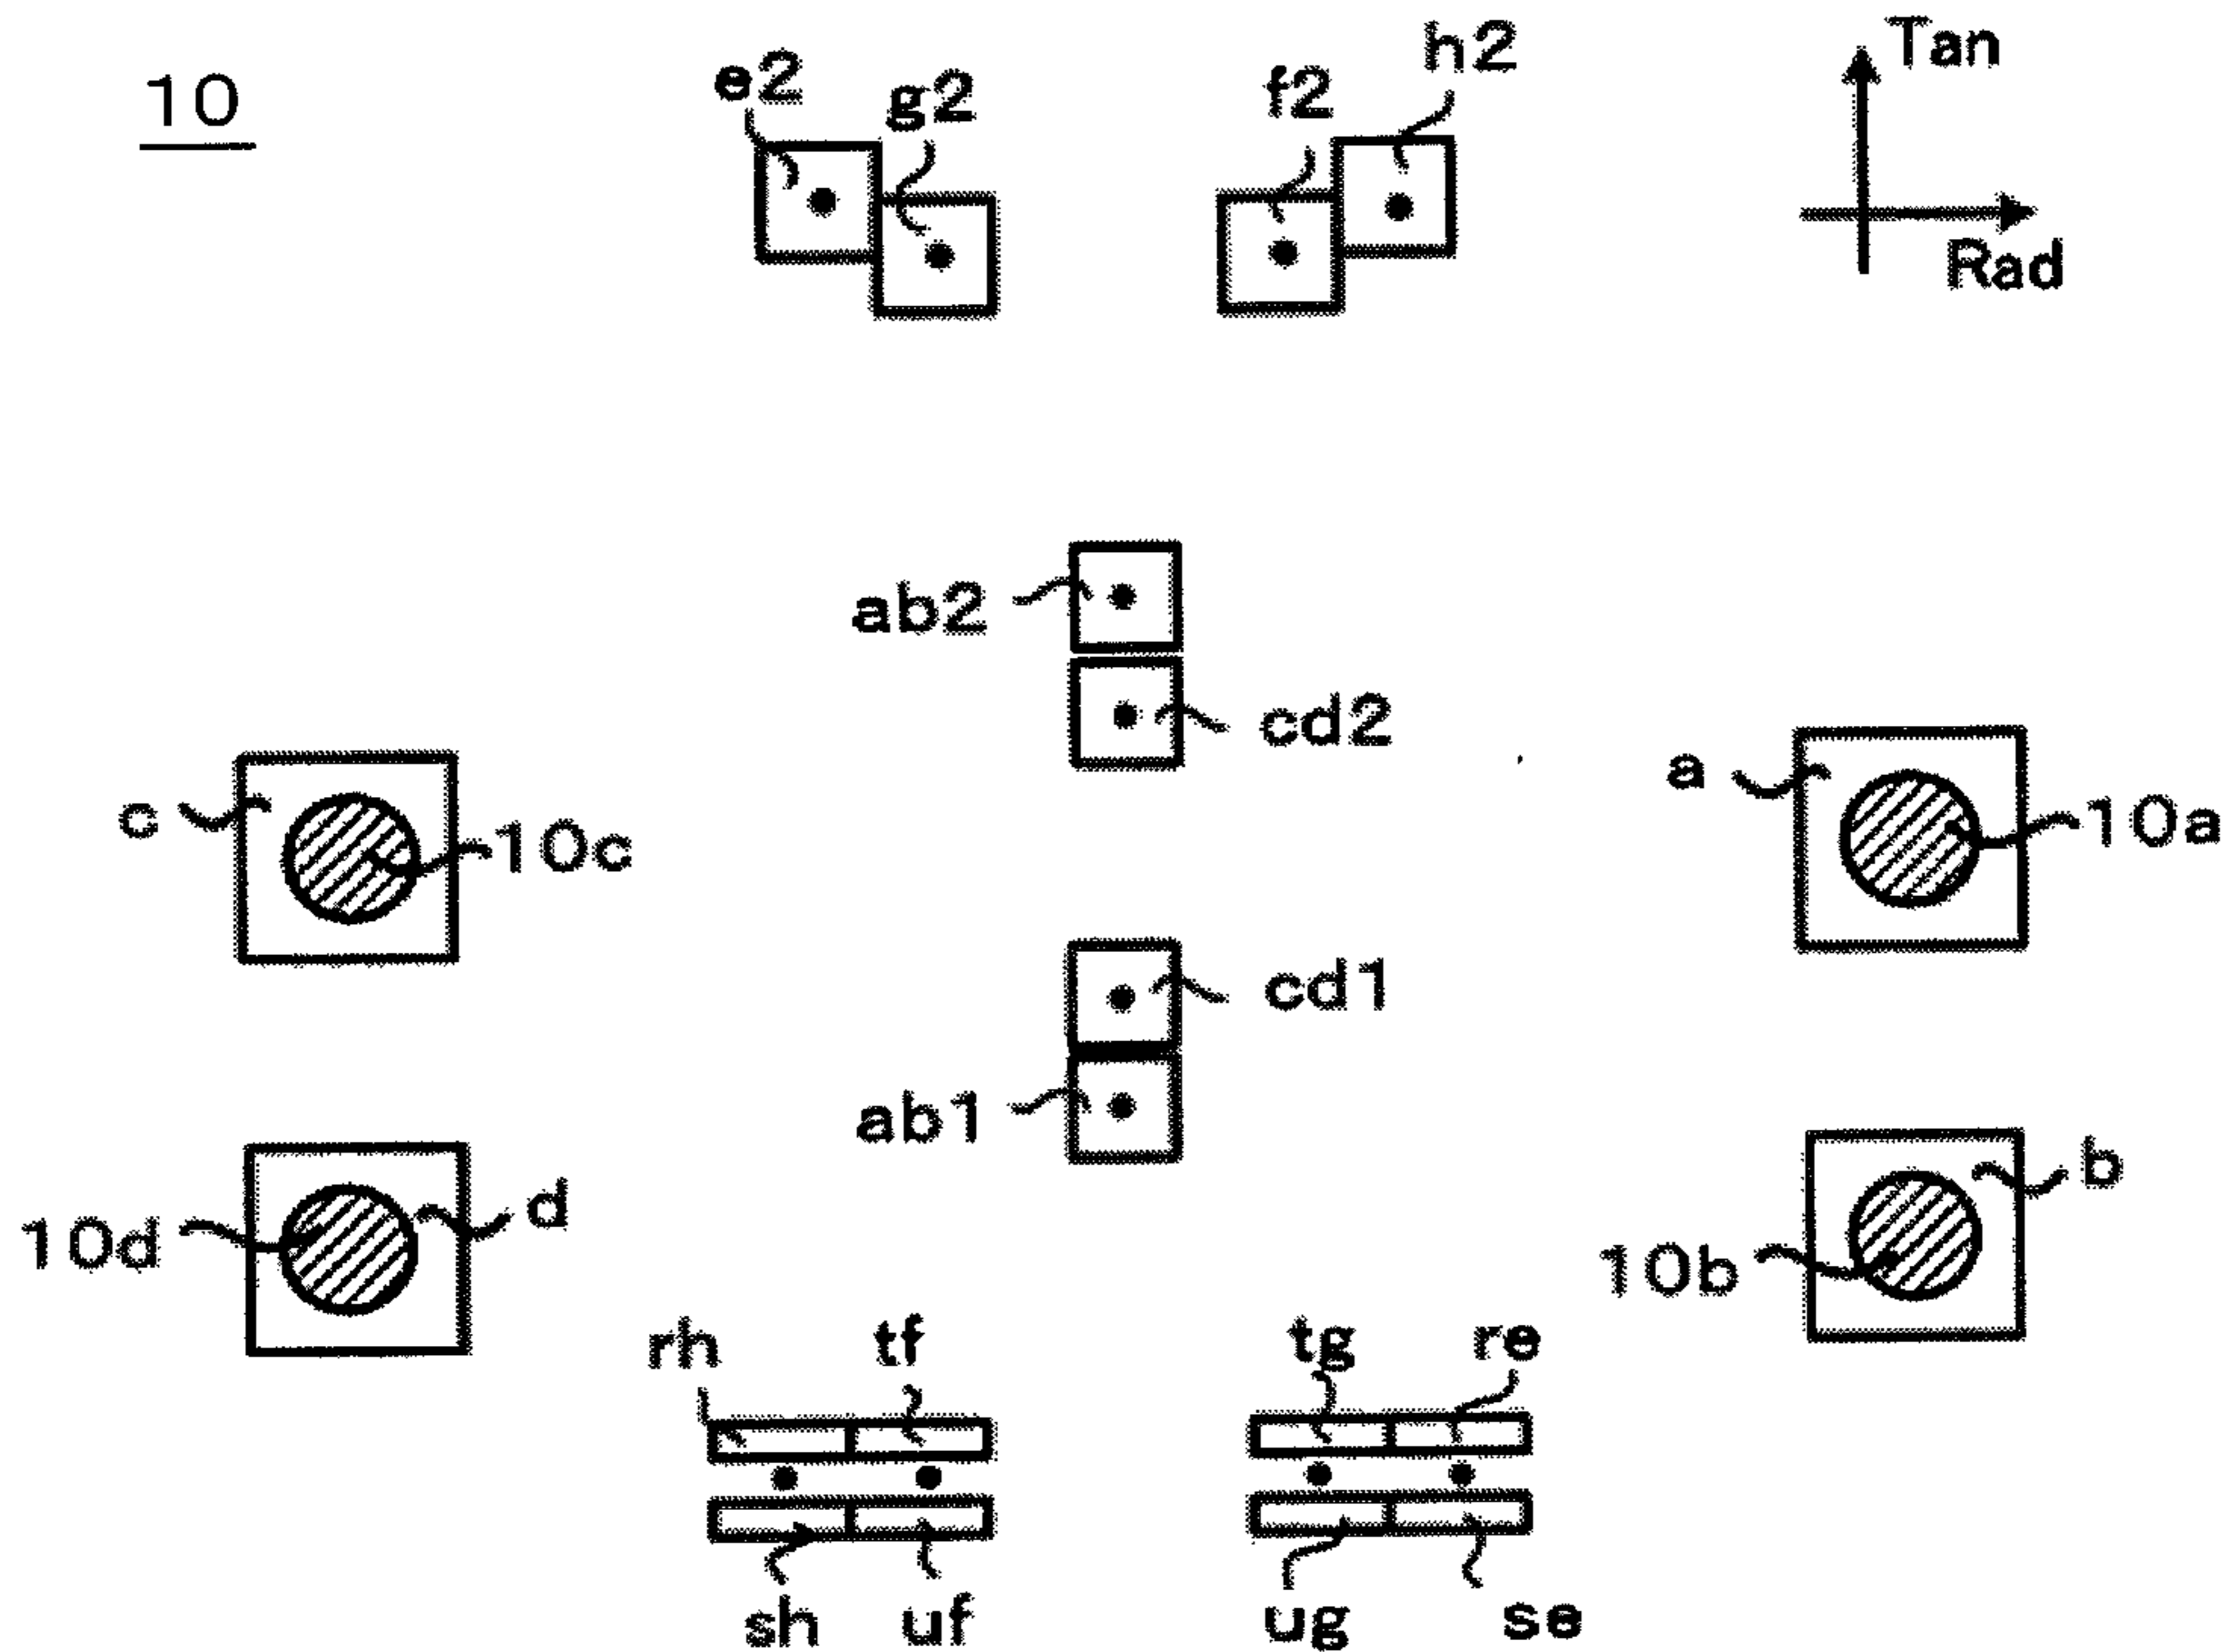 10
e2
g2
f2
h2
Tan
Rad
ab2
cd2
c
10c
a
10a
cd1
ab1
10d
d
10b
b
rh
tf
tg
re
sh
uf
ug
se